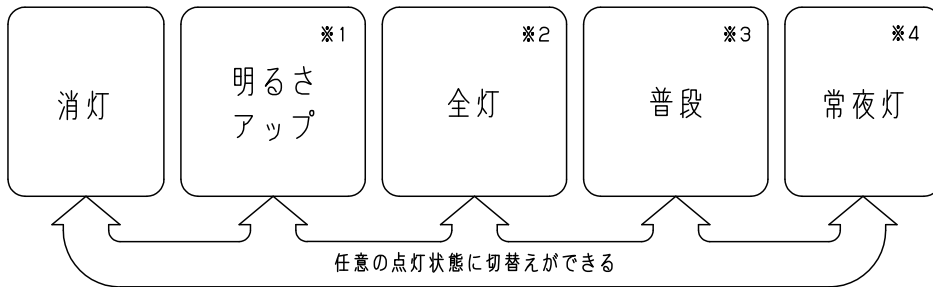 消灯
※1
明るさ
アップ
※2
全灯
※3
普段
※4
常夜灯
任意の点灯状態に切替えができる